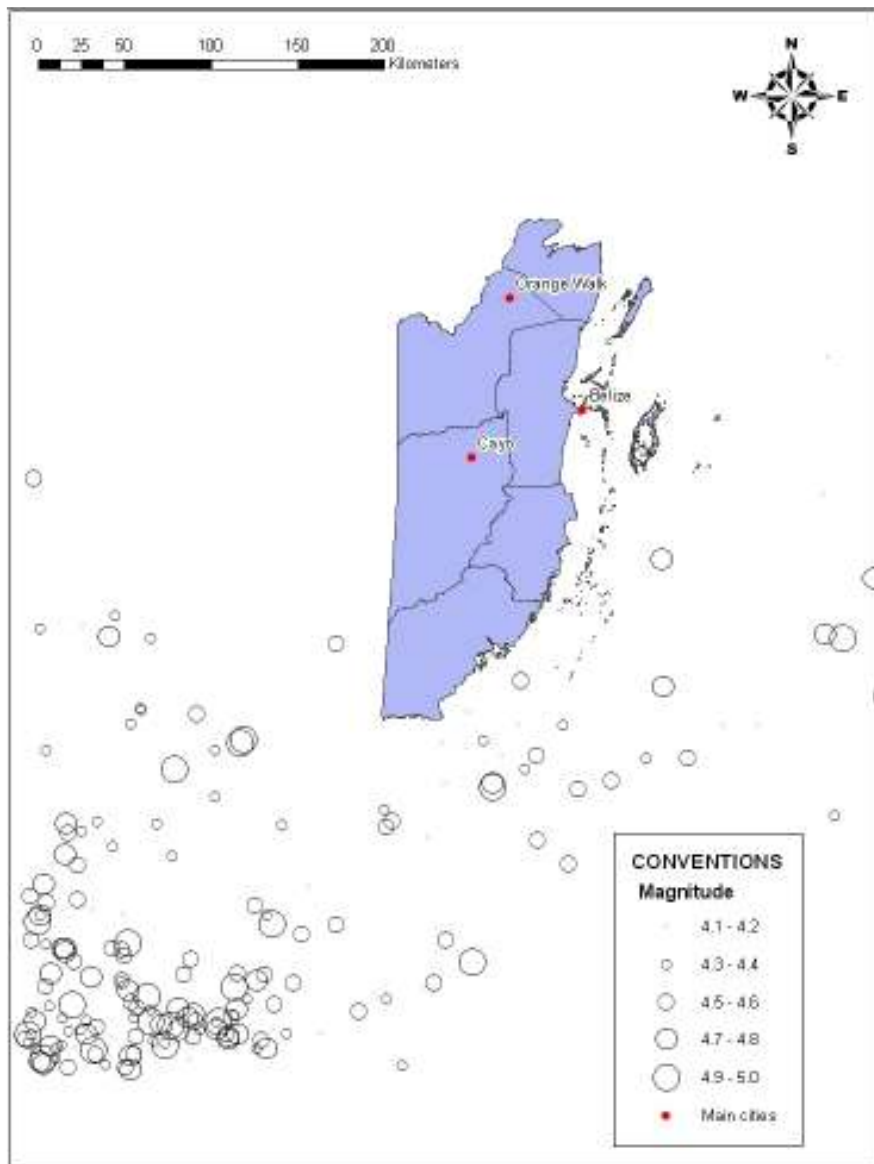 0 25 50 100 150 200
Kilometers
N
W E
S
Orange Walk
Belize
Cayo
CONVENTIONS
Magnitude
4.1 - 4.2
4.3 - 4.4
4.5 - 4.6
4.7 - 4.8
4.9 - 5.0
Main cities